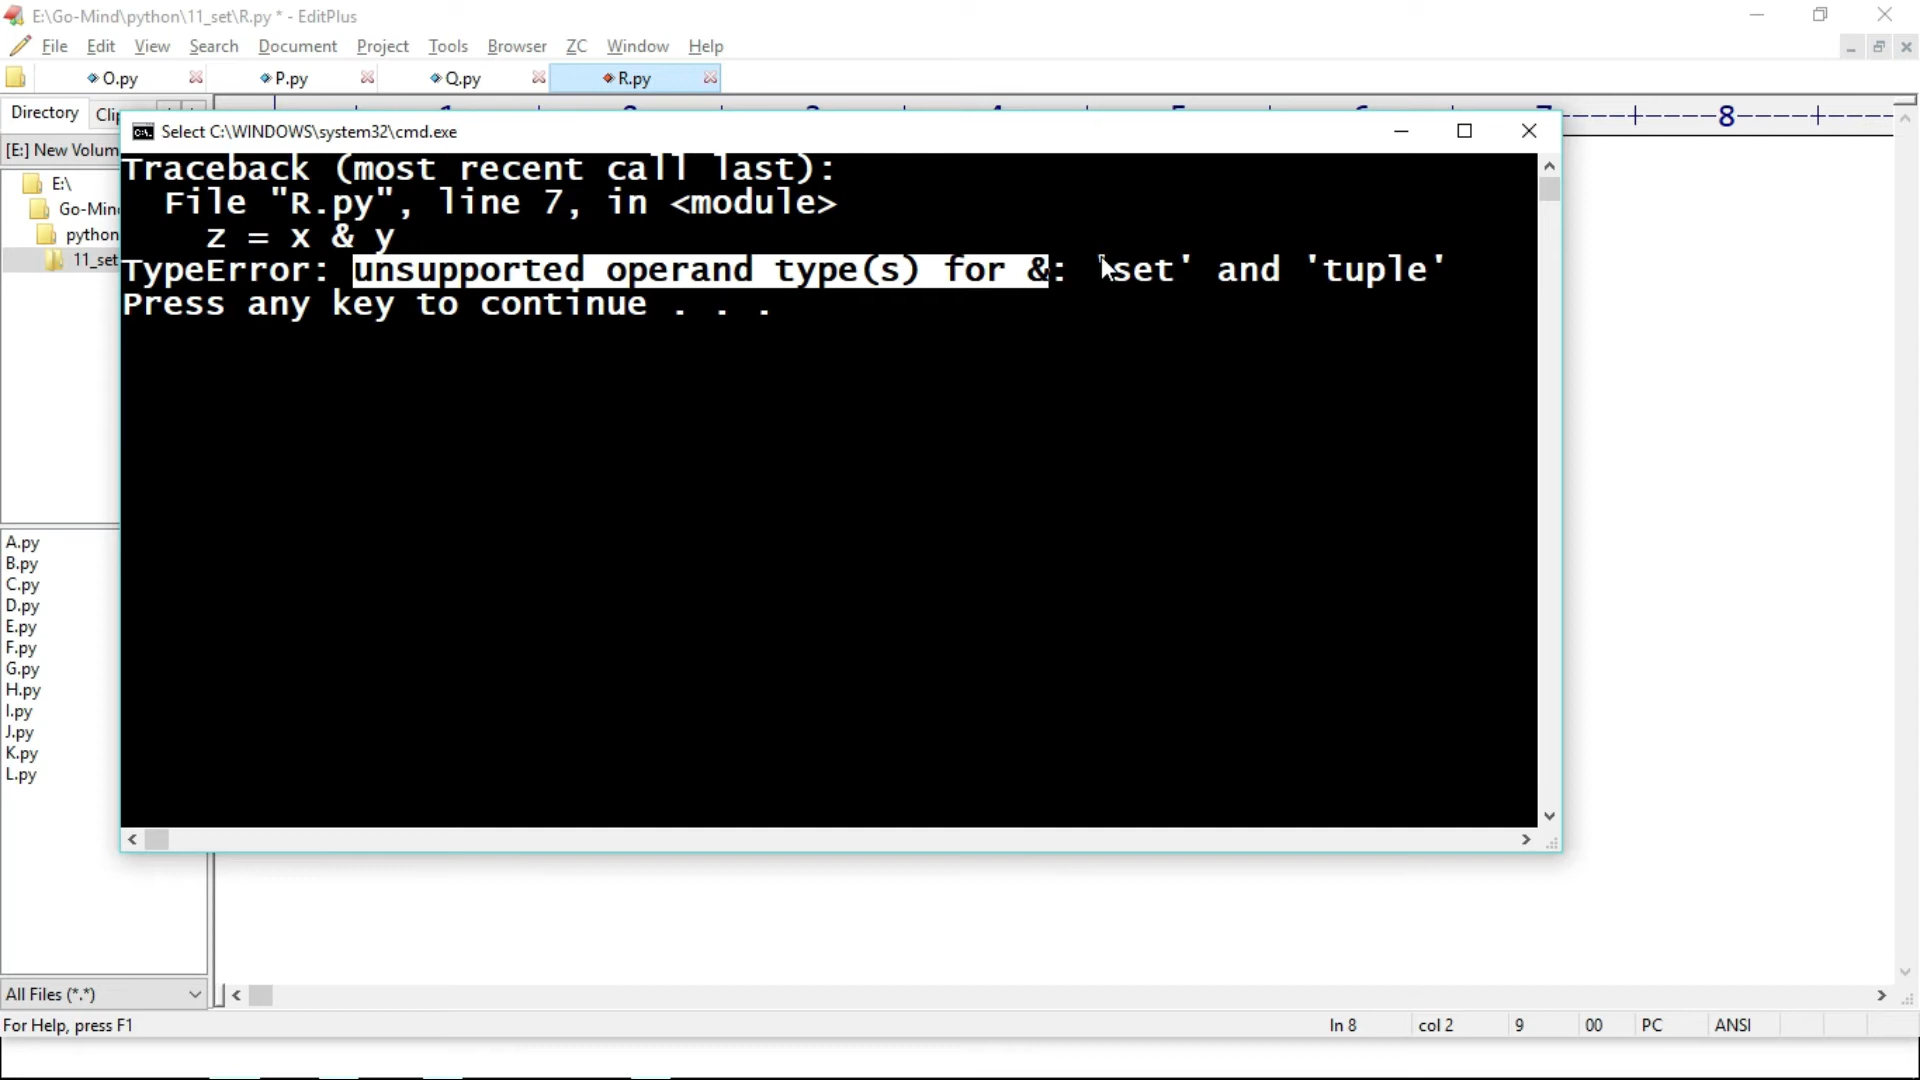 E:\Go-Mind\python\11_set\R.py * - EditPlus
File Edit View Search Document Project Tools Browser ZC Window Help
O.py P.py Q.py R.py
Directory
[E:] New Volum
E:\
Go-Min
python
11_set
Select C:\WINDOWS\system32\cmd.exe
Traceback (most recent call last):
File "R.py", line 7, in <module>
z = x & y
TypeError: unsupported operand type(s) for &: 'set' and 'tuple'
Press any key to continue . . .
----+----8----+----
A.py
B.py
C.py
D.py
E.py
F.py
G.py
H.py
I.py
J.py
K.py
L.py
All Files (*.*)
For Help, press F1
ln 8 col 2 9 00 PC ANSI